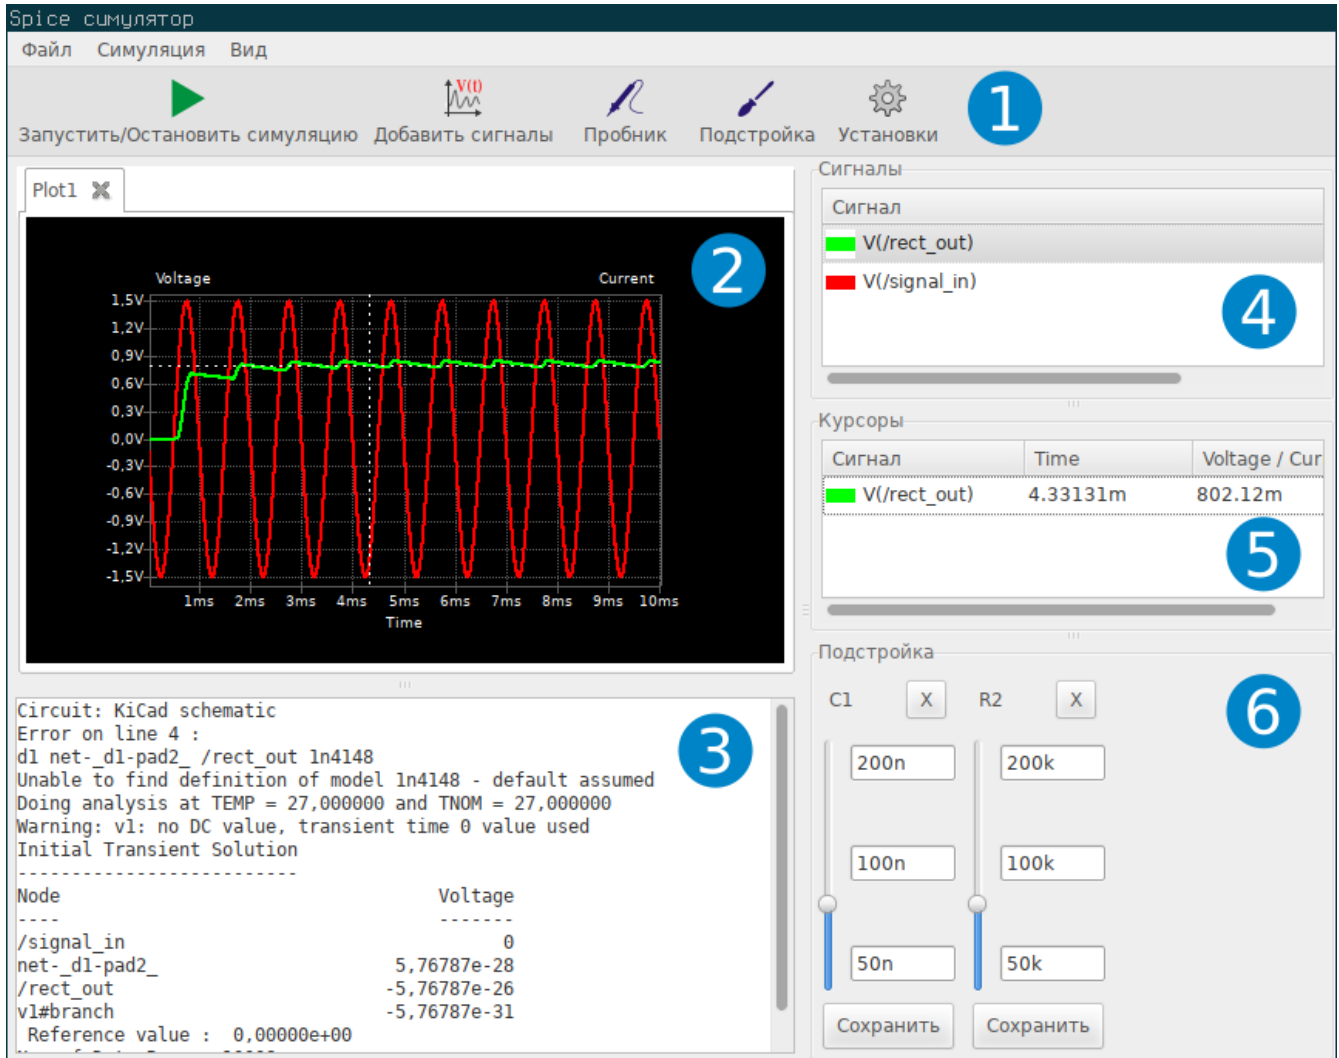 Spice симулятор
Файл Симуляция Вид
Запустить/Остановить симуляцию Добавить сигналы Пробник Подстройка Установки
V(t)
1
Plot1
2
Voltage Current
1,5V
1,2V
0,9V
0,6V
0,3V
0,0V
-0,3V
-0,6V
-0,9V
-1,2V
-1,5V
1ms 2ms 3ms 4ms 5ms 6ms 7ms 8ms 9ms 10ms
Time
Circuit: KiCad schematic
Error on line 4 :
d1 net-_d1-pad2_ /rect_out 1n4148
Unable to find definition of model 1n4148 - default assumed
Doing analysis at TEMP = 27,000000 and TNOM = 27,000000
Warning: v1: no DC value, transient time 0 value used
Initial Transient Solution
--------------------------
Node Voltage
---- -------
/signal_in 0
net-_d1-pad2_ 5,76787e-28
/rect_out -5,76787e-26
v1#branch -5,76787e-31
Reference value : 0,00000e+00
3
Сигналы
Сигнал
V(/rect_out)
V(/signal_in)
4
Курсоры
Сигнал Time Voltage / Cur
V(/rect_out) 4.33131m 802.12m
5
Подстройка
C1 X R2 X
6
200n 200k
100n 100k
50n 50k
Сохранить Сохранить